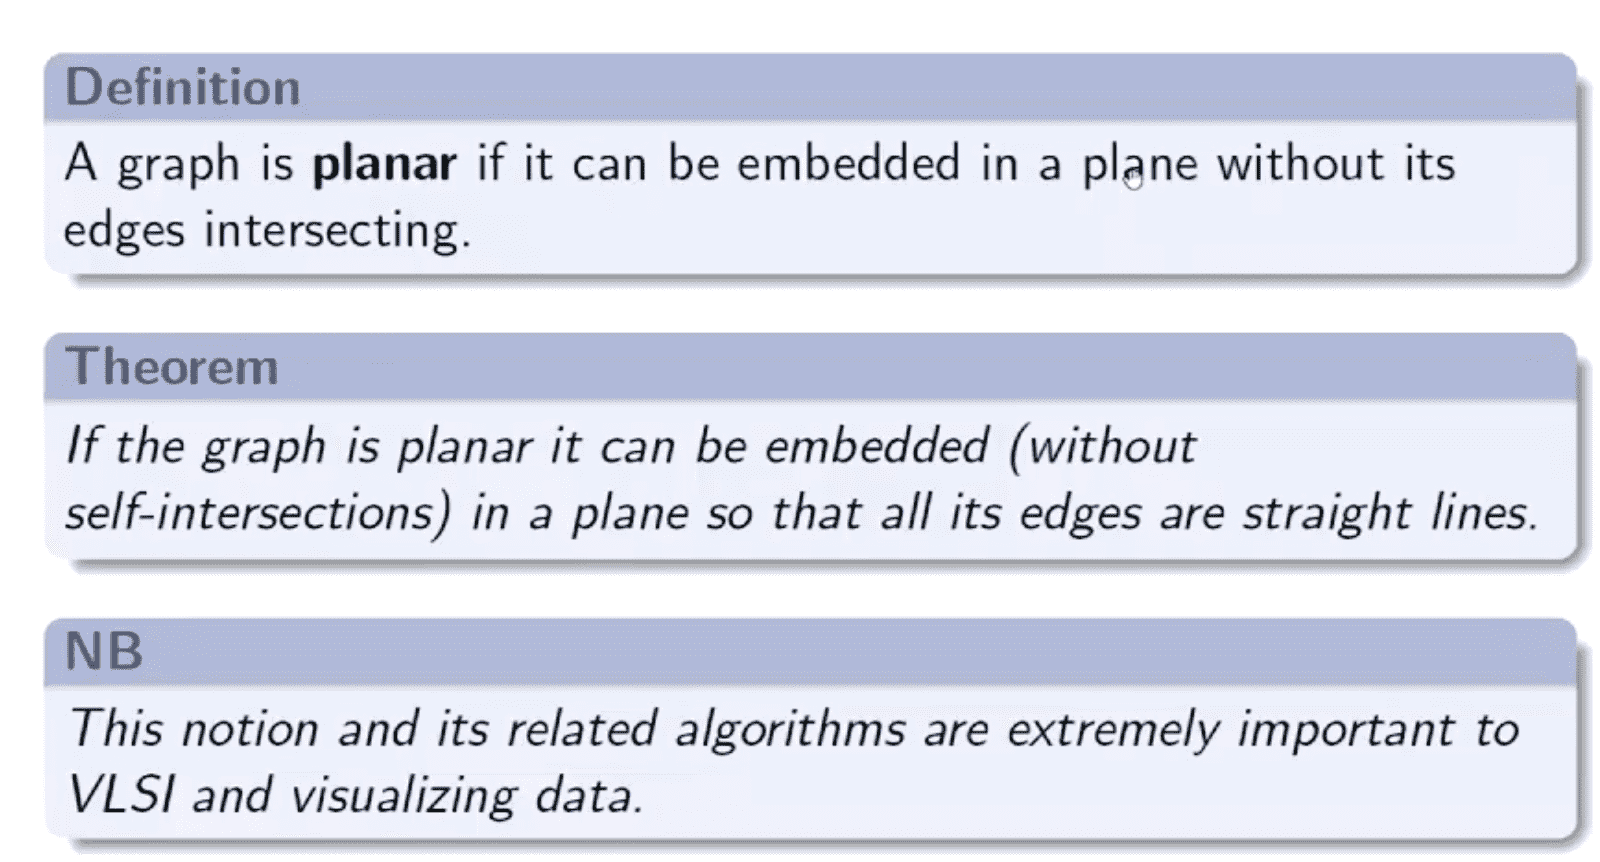 Definition
A graph is planar if it can be embedded in a plane without its
edges intersecting.
Theorem
If the graph is planar it can be embedded (without
self-intersections) in a plane so that all its edges are straight lines.
NB
This notion and its related algorithms are extremely important to
VLSI and visualizing data.